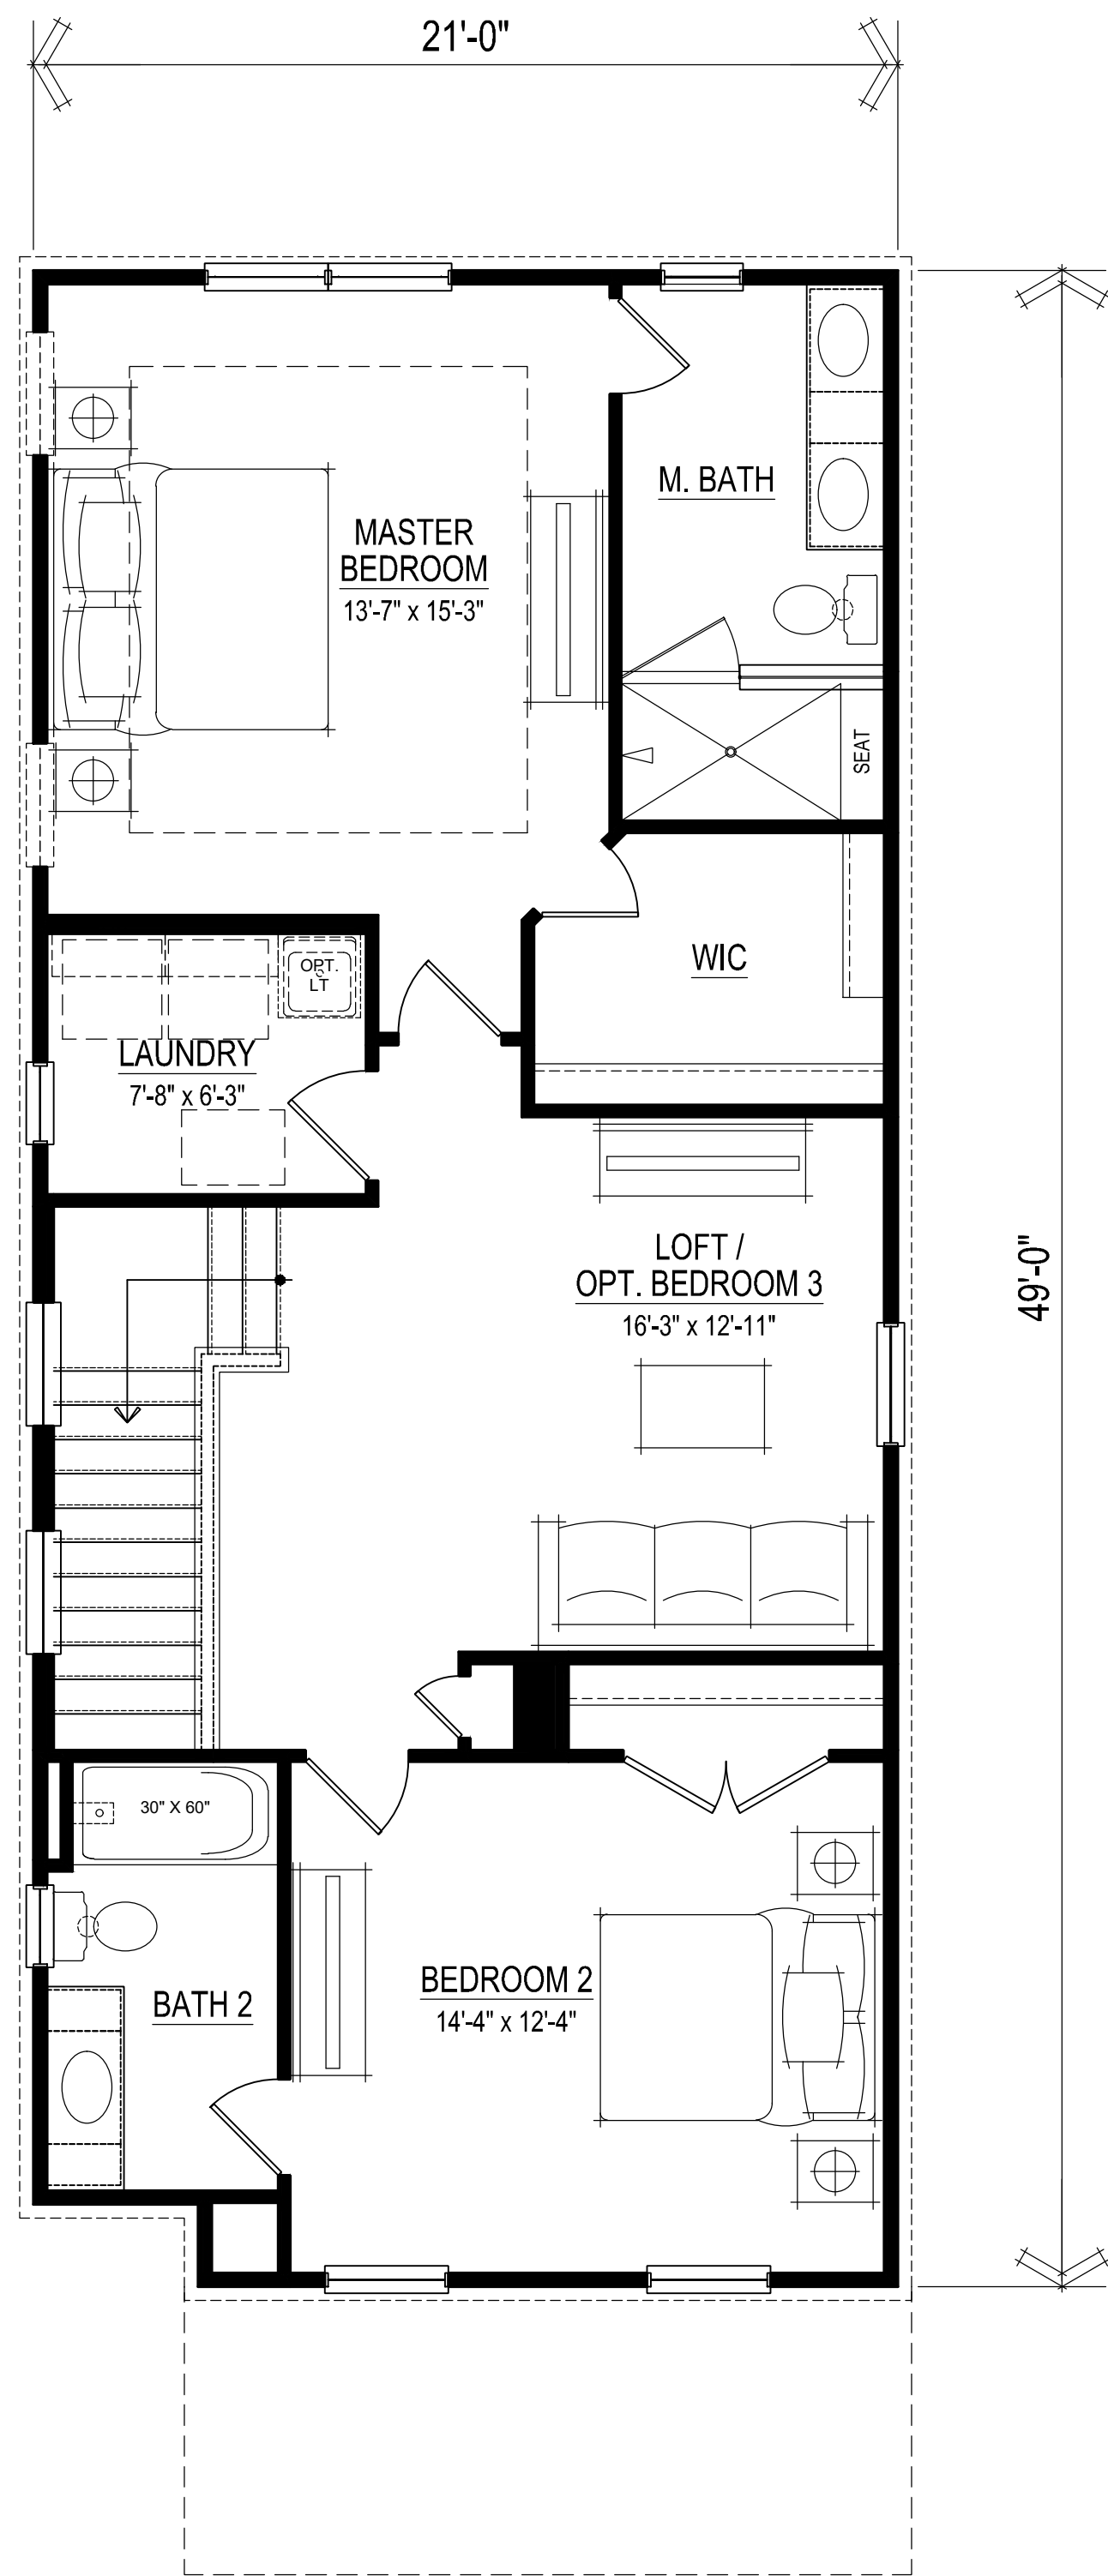 21'-0"
M. BATH
MASTER
BEDROOM
13'-7" x 15'-3"
SEAT
WIC
OPT.
LT
LAUNDRY
7'-8" x 6'-3"
LOFT /
OPT. BEDROOM 3
16'-3" x 12'-11"
49'-0"
30" X 60"
BEDROOM 2
14'-4" x 12'-4"
BATH 2